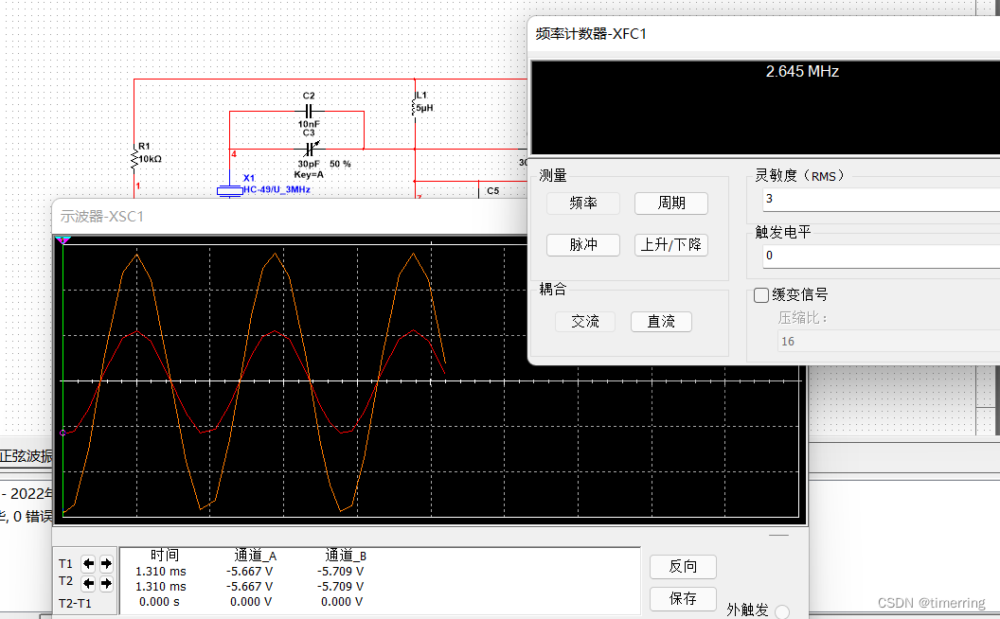 频率计数器-XFC1
2.645 MHz
C2
10nF
C3
30pF 50 %
Key=A
L1
5μH
R1
10kΩ
4
1
X1
HC-49/U_3MHz
C5
30
7
测量
频率
周期
脉冲
上升/下降
耦合
交流
直流
灵敏度（RMS）
3
触发电平
0
缓变信号
压缩比：
16
示波器-XSC1
正弦波振
- 2022年
0 错误
时间 通道_A 通道_B
T1 1.310 ms -5.667 V -5.709 V
T2 1.310 ms -5.667 V -5.709 V
T2-T1 0.000 s 0.000 V 0.000 V
反向
保存
外触发
CSDN @timerring